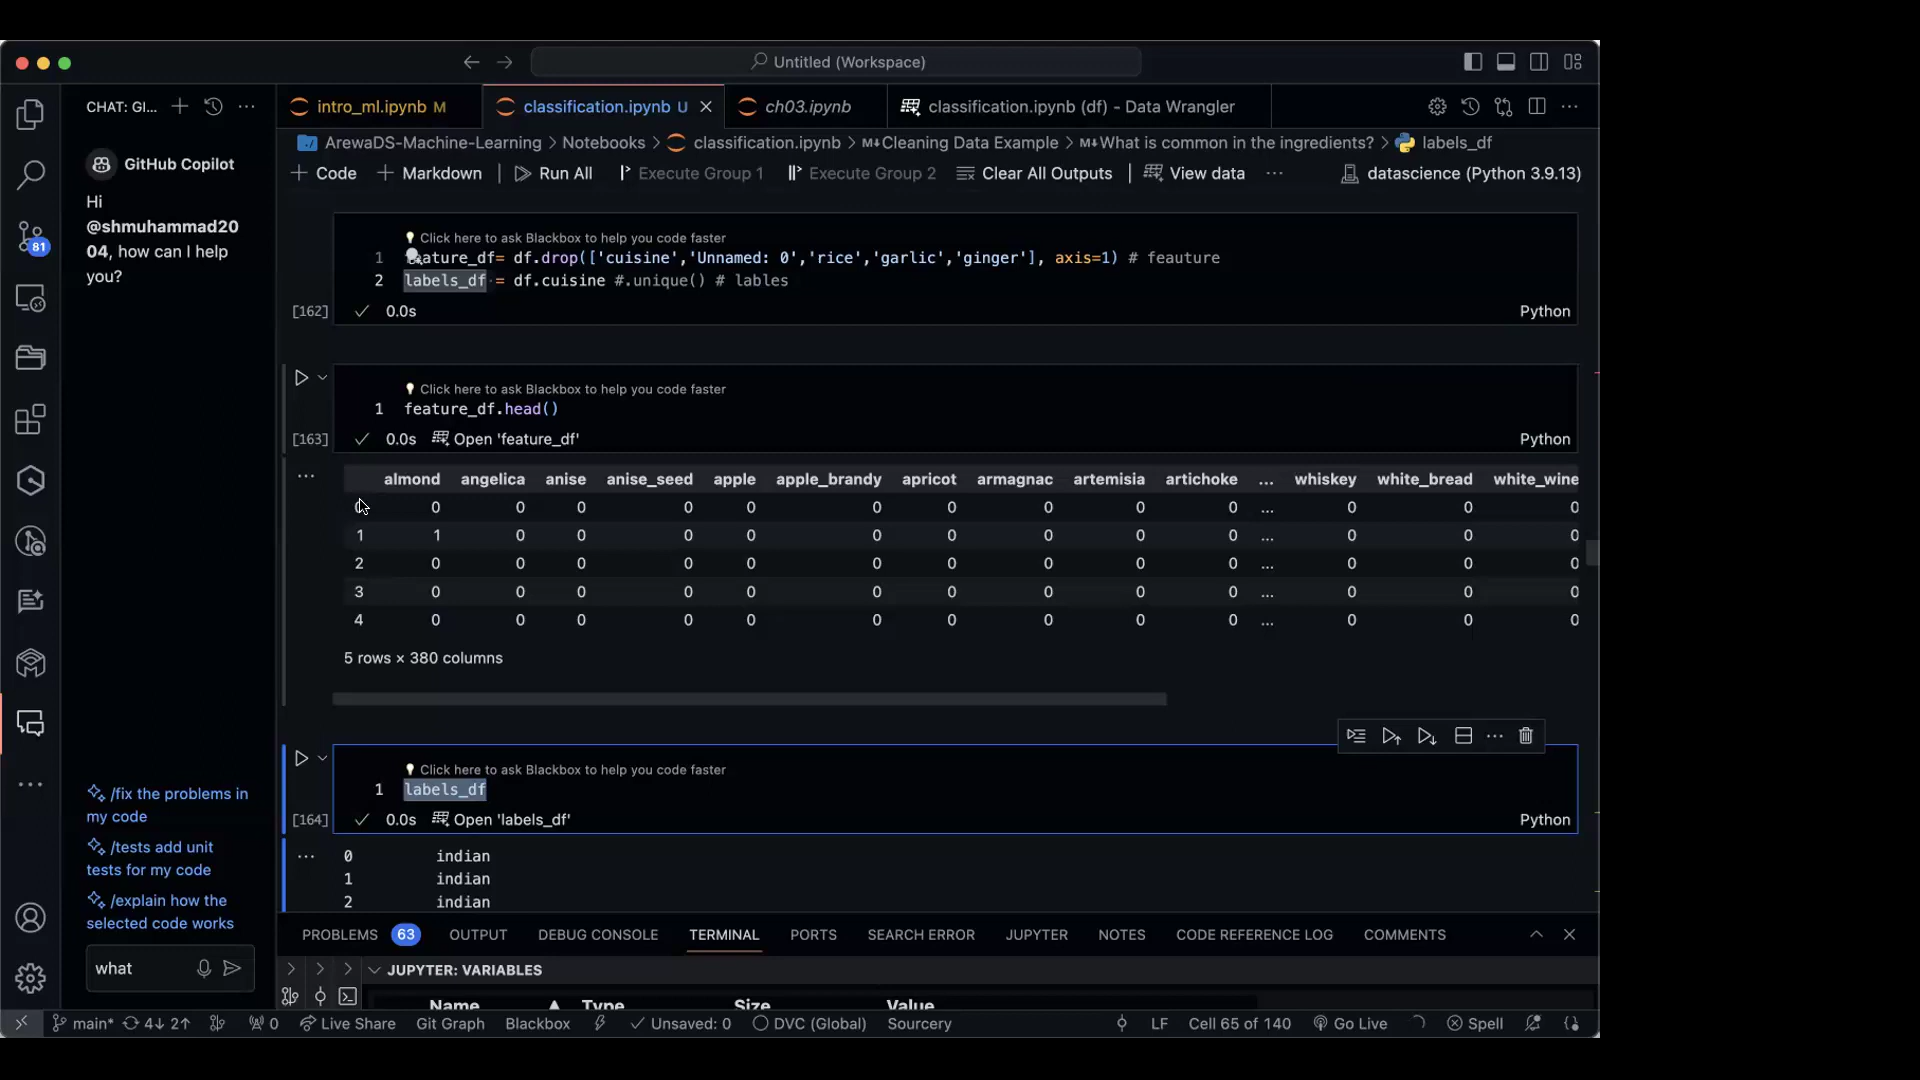 Untitled (Workspace)
CHAT: GI...
intro_ml.ipynb M
classification.ipynb U
ch03.ipynb
classification.ipynb (df) - Data Wrangler
ArewaDS-Machine-Learning > Notebooks > classification.ipynb > M↓Cleaning Data Example > M↓What is common in the ingredients? > labels_df
+ Code + Markdown Run All Execute Group 1 Execute Group 2 Clear All Outputs View data ... datascience (Python 3.9.13)
GitHub Copilot
Hi
@shmuhammad20
04, how can I help
you?
81
Click here to ask Blackbox to help you code faster
1 ature_df= df.drop(['cuisine','Unnamed: 0','rice','garlic','ginger'], axis=1) # feauture
2 labels_df = df.cuisine #.unique() # lables
[162] 0.0s Python
Click here to ask Blackbox to help you code faster
1 feature_df.head()
[163] 0.0s Open 'feature_df' Python
almond angelica anise anise_seed apple apple_brandy apricot armagnac artemisia artichoke ... whiskey white_bread white_wine
0 0 0 0 0 0 0 0 0 0 ... 0 0 0
1 1 0 0 0 0 0 0 0 0 0 ... 0 0 0
2 0 0 0 0 0 0 0 0 0 0 ... 0 0 0
3 0 0 0 0 0 0 0 0 0 0 ... 0 0 0
4 0 0 0 0 0 0 0 0 0 0 ... 0 0 0
5 rows × 380 columns
Click here to ask Blackbox to help you code faster
1 labels_df
[164] 0.0s Open 'labels_df' Python
0 indian
1 indian
2 indian
/fix the problems in
my code
/tests add unit
tests for my code
/explain how the
selected code works
what
PROBLEMS 63 OUTPUT DEBUG CONSOLE TERMINAL PORTS SEARCH ERROR JUPYTER NOTES CODE REFERENCE LOG COMMENTS
JUPYTER: VARIABLES
Name Type Size Value
main* 4↓ 2↑ 0 Live Share Git Graph Blackbox Unsaved: 0 DVC (Global) Sourcery LF Cell 65 of 140 Go Live Spell